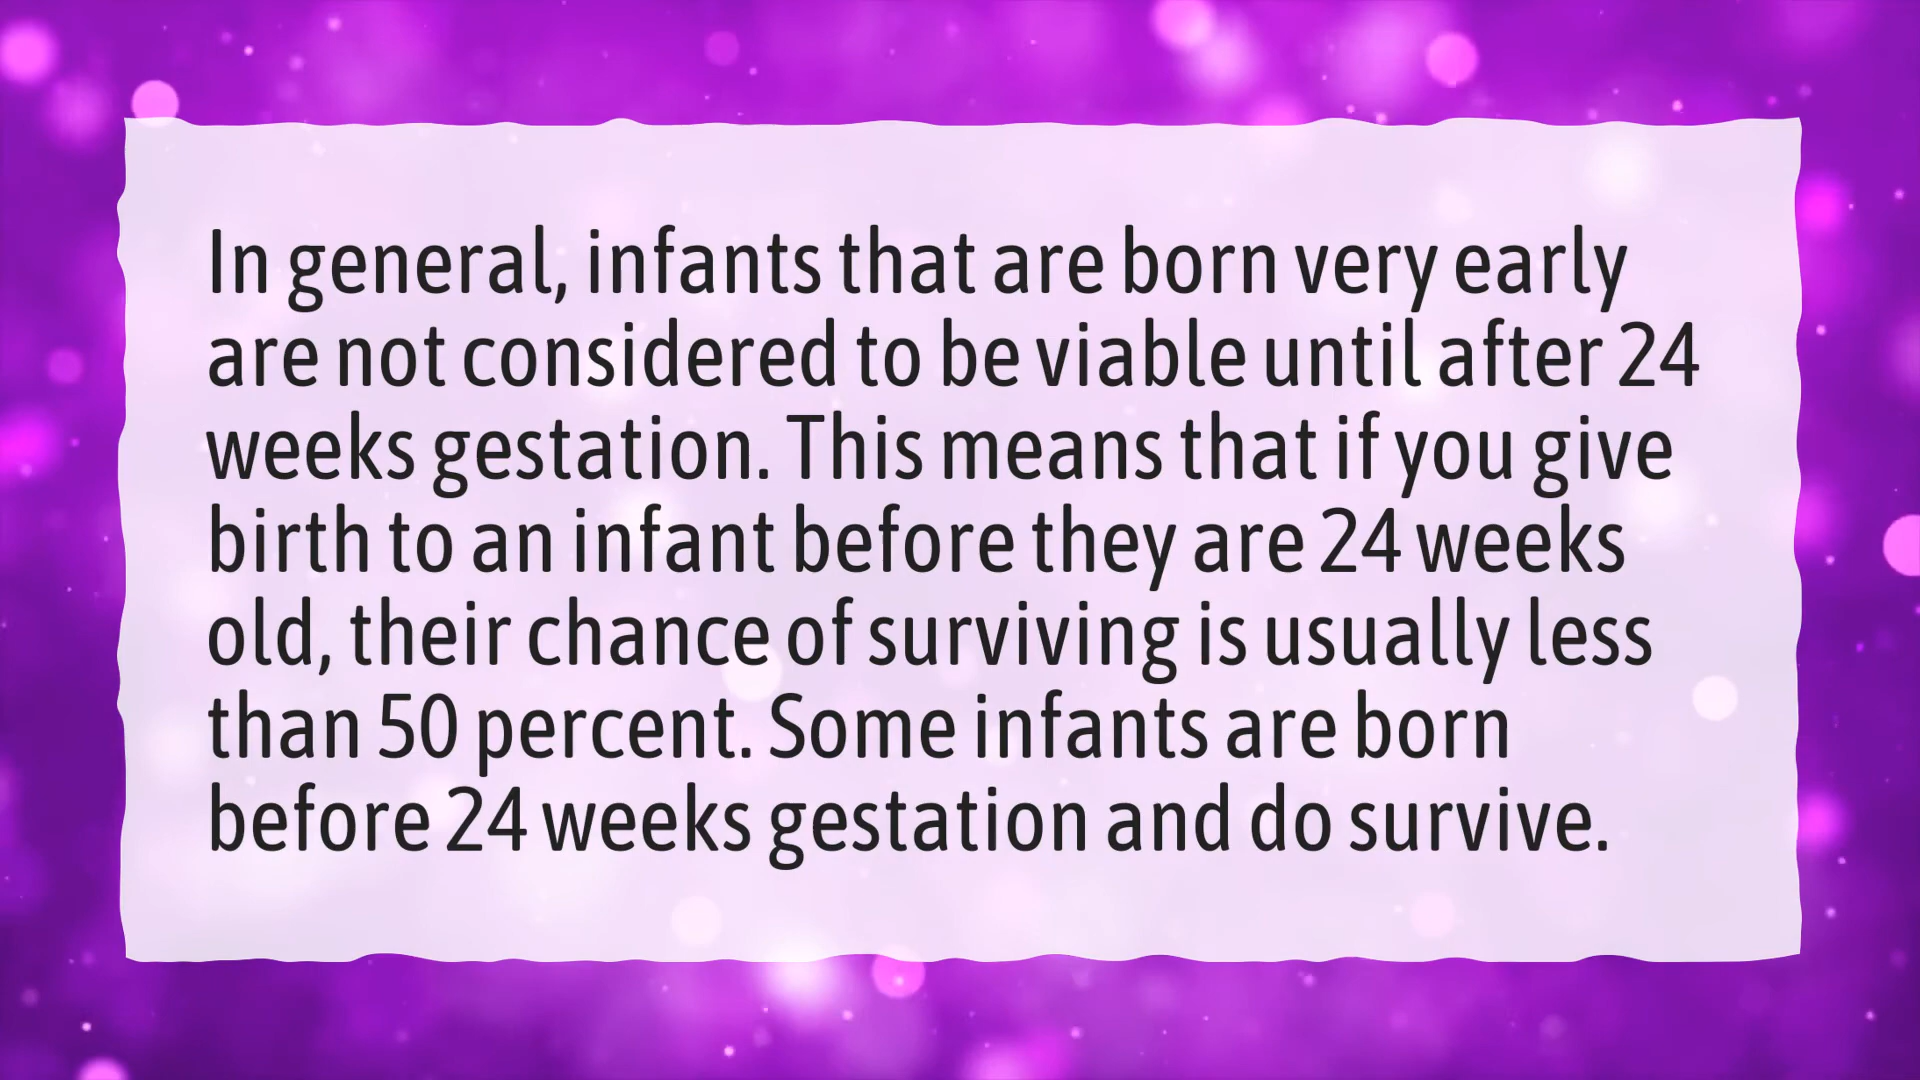 In general, infants that are born very early
are not considered to be viable until after 24
weeks gestation. This means that if you give
birth to an infant before they are 24 weeks
old, their chance of surviving is usually less
than 50 percent. Some infants are born
before 24 weeks gestation and do survive.